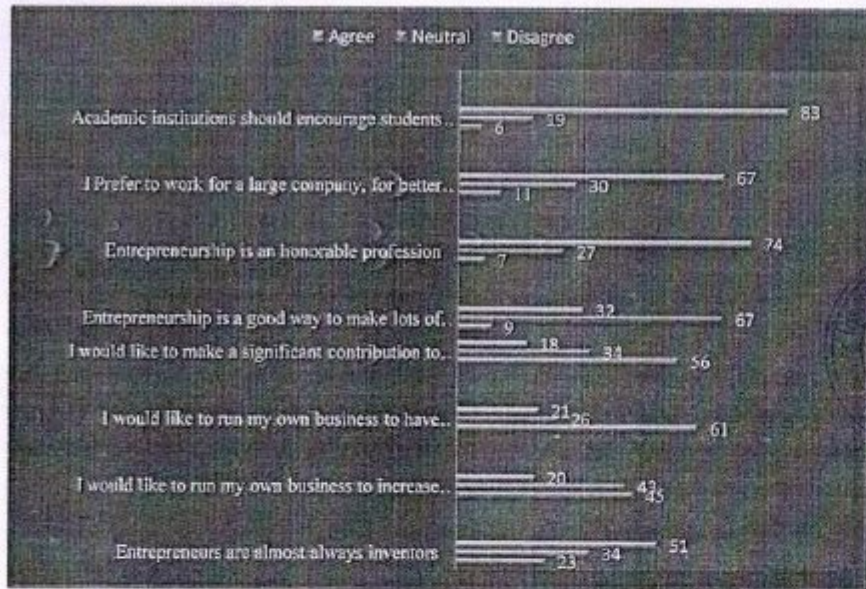 Agree Neutral Disagree
Academic institutions should encourage students..
83
19
6
I Prefer to work for a large company, for better..
67
30
11
Entrepreneurship is an honorable profession
74
27
7
Entrepreneurship is a good way to make lots of..
32
67
9
I would like to make a significant contribution to..
18
34
56
I would like to run my own business to have..
21
26
61
I would like to run my own business to increase..
20
43
45
Entrepreneurs are almost always inventors
51
34
23